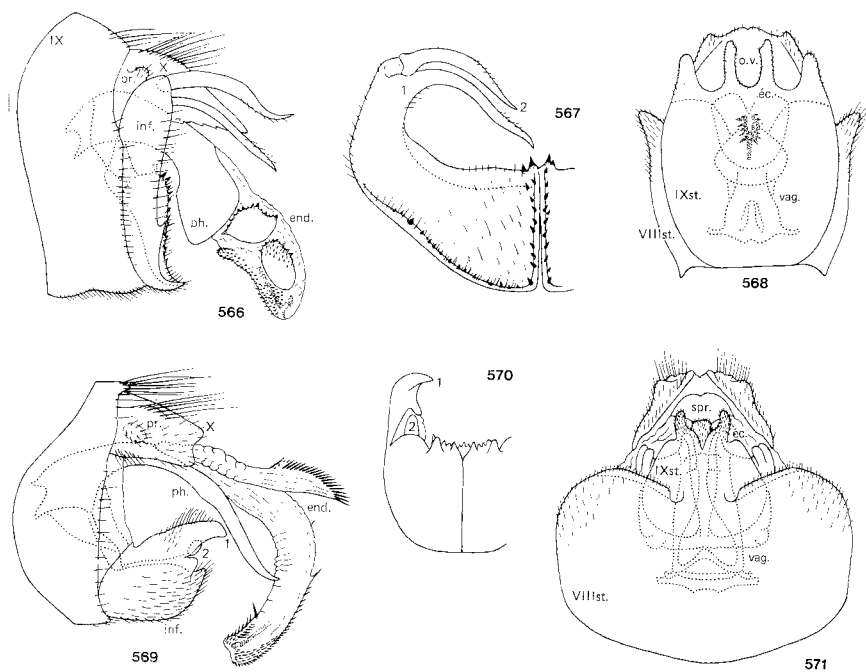 IX
pr.
X
inf.
ph.
end.
566
1
2
567
o.v.
éc.
IXst.
vag.
VIIIst.
568
pr.
X
ph.
end.
1
2
inf.
569
570
1
2
spr.
éc.
IXst.
vag.
VIIIst.
571